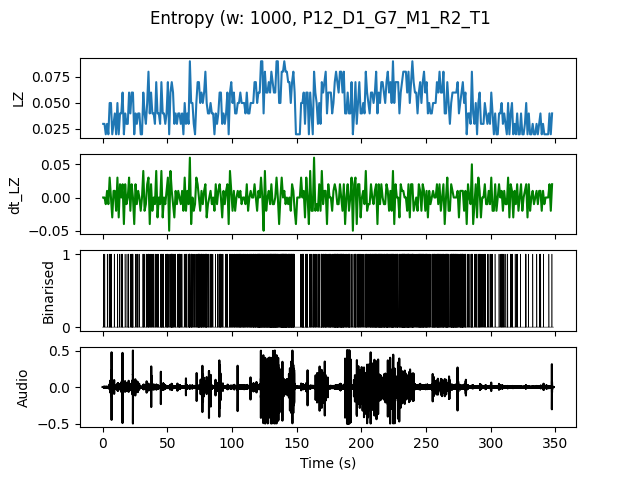 Entropy (w: 1000, P12_D1_G7_M1_R2_T1
LZ
0.075
0.050
0.025
dt_LZ
0.05
0.00
−0.05
Binarised
1
0
Audio
0.5
0.0
−0.5
0 50 100 150 200 250 300 350
Time (s)